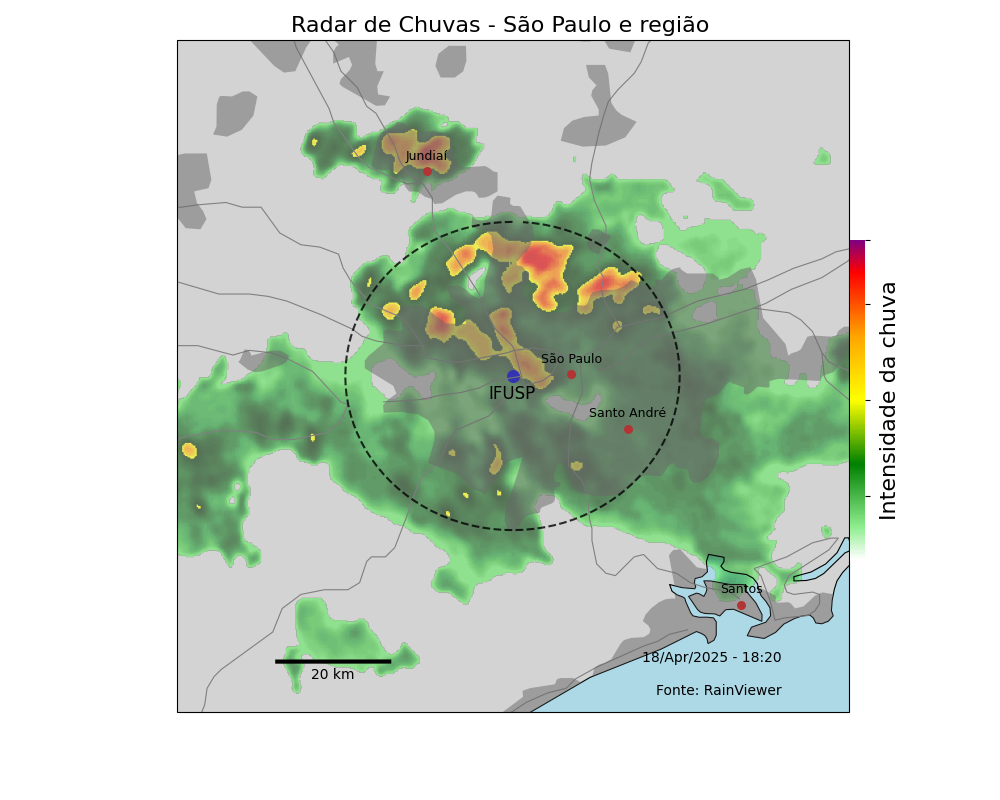 Radar de Chuvas - São Paulo e região
Jundiaí
São Paulo
IFUSP
Santo André
Intensidade da chuva
Santos
18/Apr/2025 - 18:20
20 km
Fonte: RainViewer